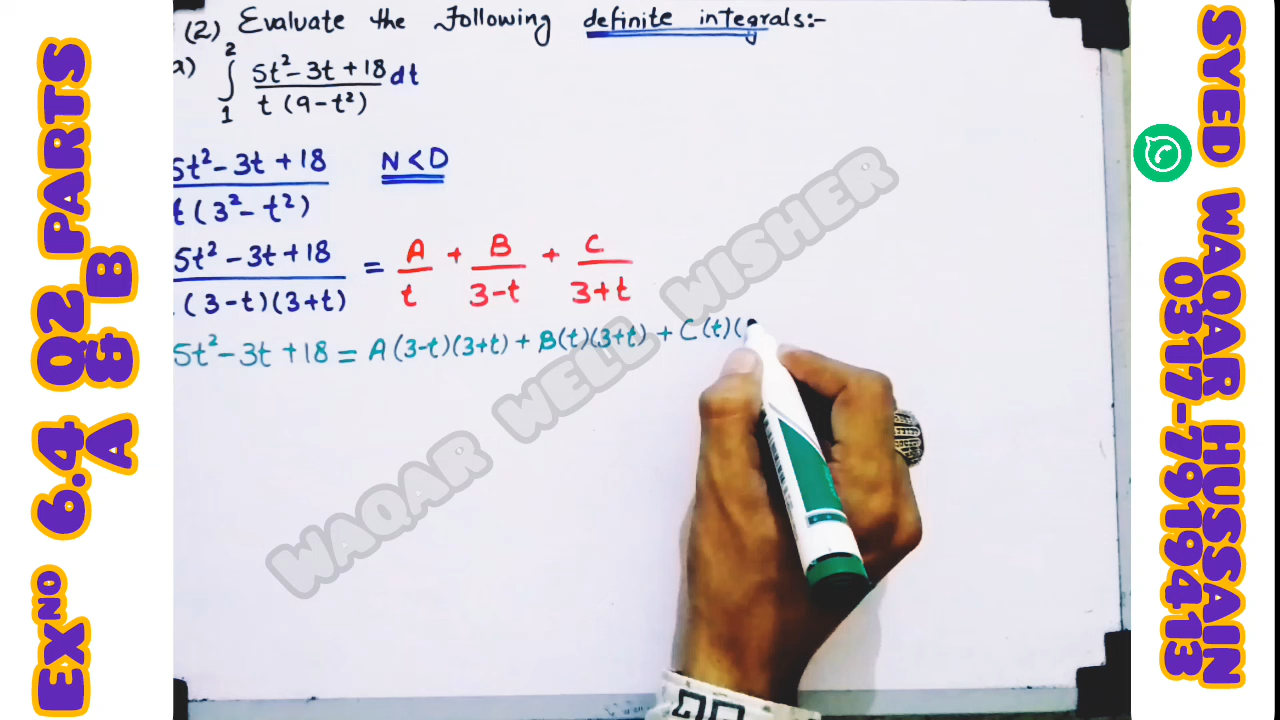 (2) Evaluate the Following definite integrals:-
a) ∫₁² 5t² - 3t + 18 / t (9 - t²) dt
5t² - 3t + 18 / t (3² - t²) N < D
5t² - 3t + 18 / (3-t)(3+t) = A/t + B/3-t + C/3+t
5t² - 3t + 18 = A (3-t)(3+t) + B(t)(3+t) + C(t)(
WAQAR WELL WISHER
EXᴺᴼ 6.4 Q2 PARTS
A & B
SYED WAQAR HUSSAIN
0317-7919413